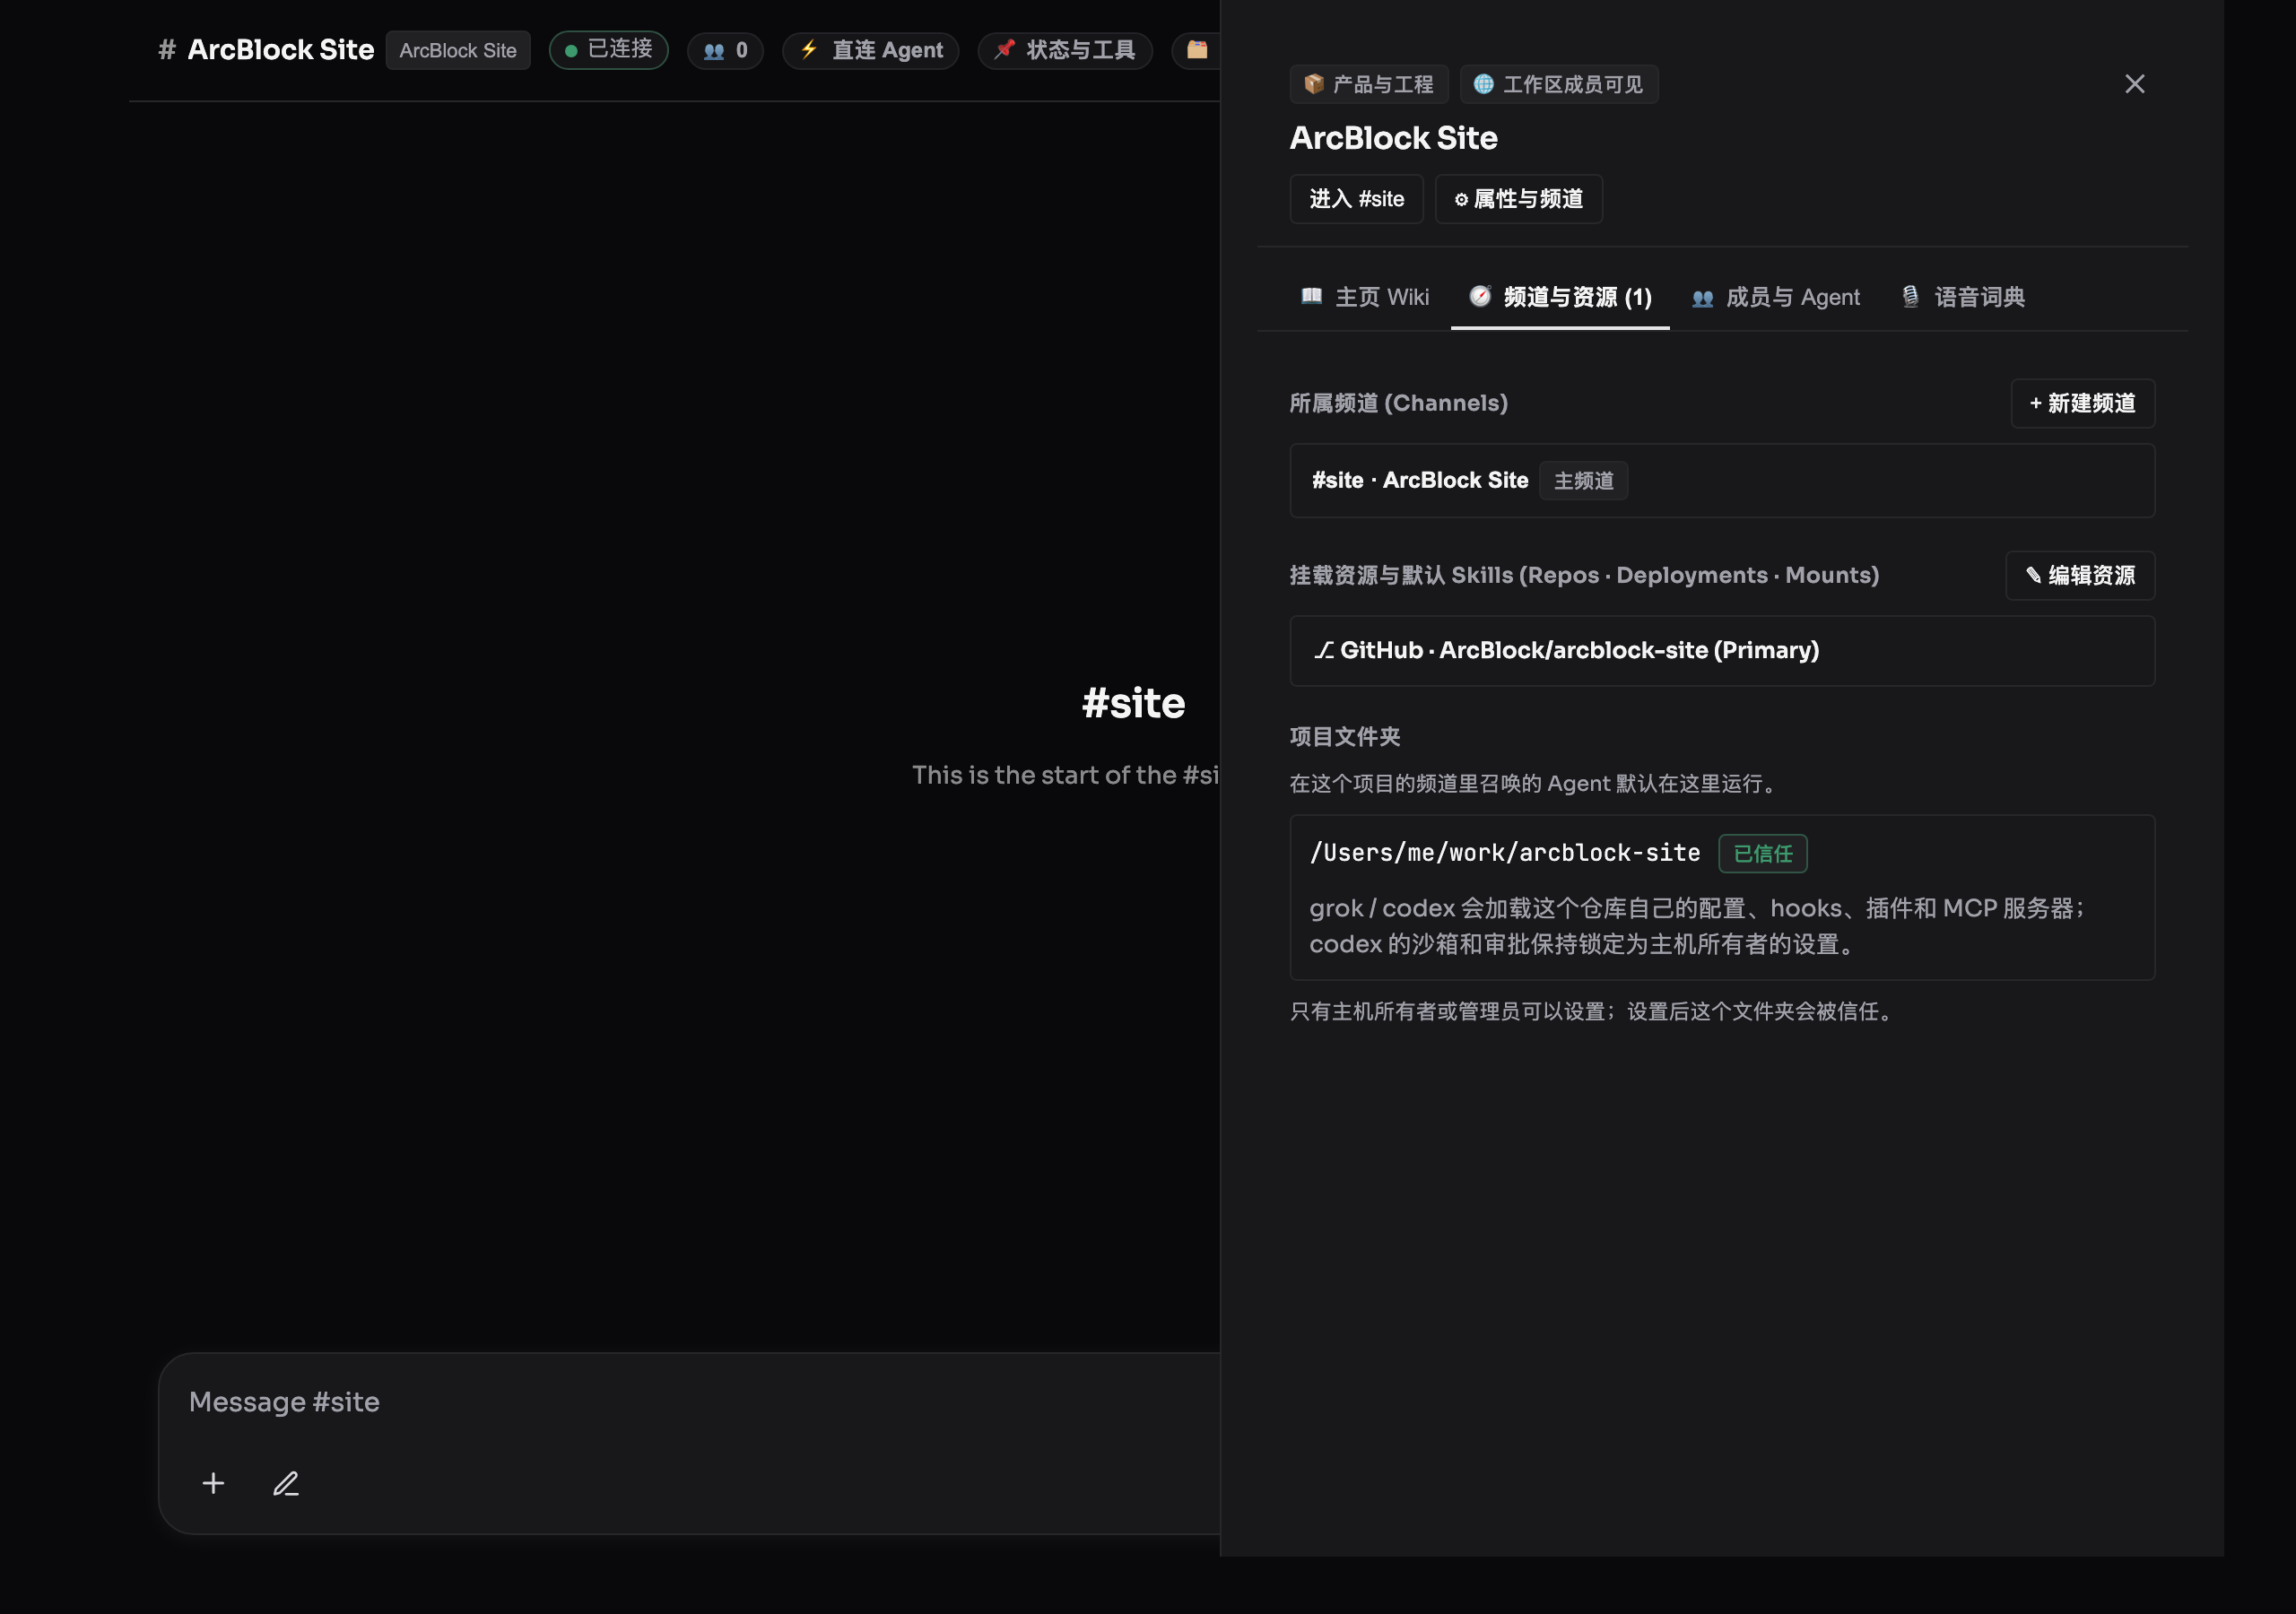 # ArcBlock Site ArcBlock Site 已连接 0 直连 Agent 状态与工具
#site
This is the start of the #si
Message #site
产品与工程 工作区成员可见
ArcBlock Site
进入 #site 属性与频道
主页 Wiki 频道与资源 (1) 成员与 Agent 语音词典
所属频道 (Channels) + 新建频道
#site · ArcBlock Site 主频道
挂载资源与默认 Skills (Repos · Deployments · Mounts) ✎ 编辑资源
⎇ GitHub · ArcBlock/arcblock-site (Primary)
项目文件夹
在这个项目的频道里召唤的 Agent 默认在这里运行。
/Users/me/work/arcblock-site 已信任
grok / codex 会加载这个仓库自己的配置、hooks、插件和 MCP 服务器；
codex 的沙箱和审批保持锁定为主机所有者的设置。
只有主机所有者或管理员可以设置；设置后这个文件夹会被信任。